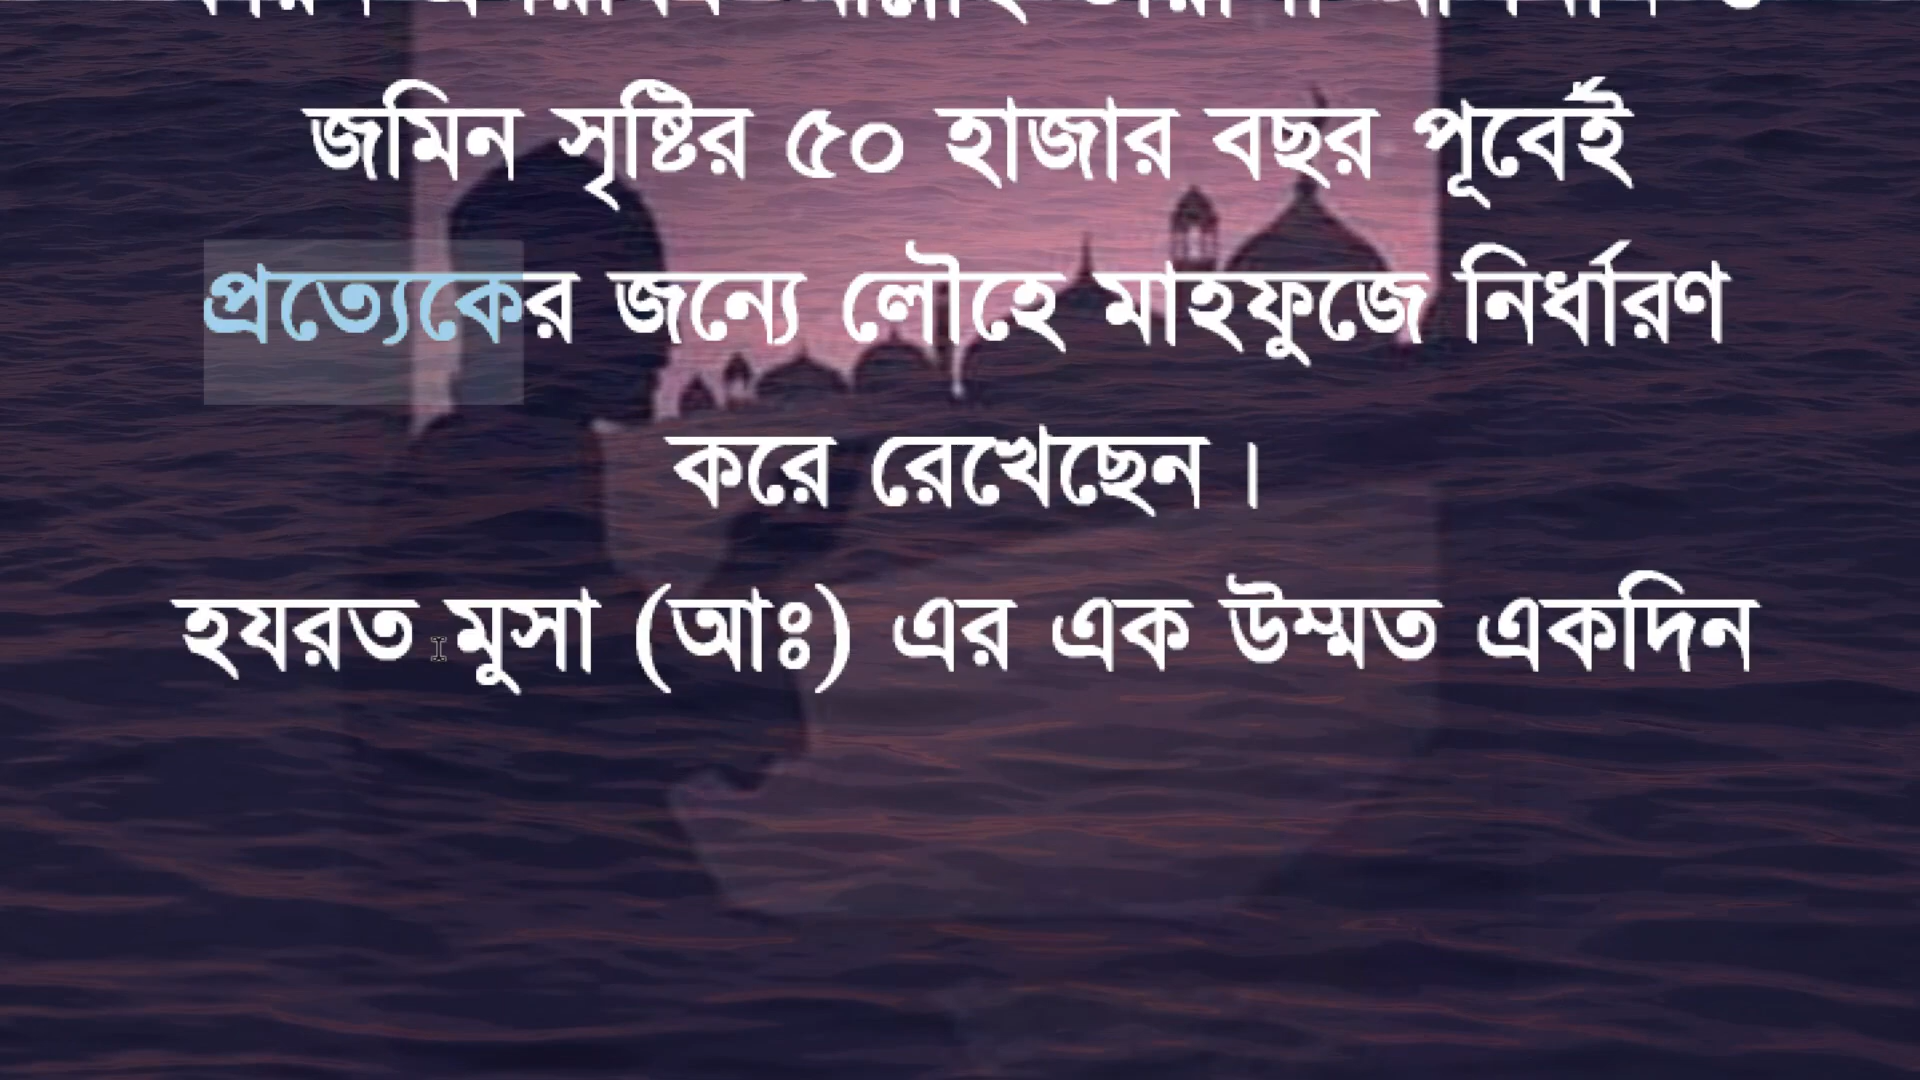 জমিন সৃষ্টির ৫০ হাজার বছর পূর্বেই
প্রত্যেকের জন্যে লৌহে মাহফুজে নির্ধারণ
করে রেখেছেন।
হযরত মুসা (আঃ) এর এক উম্মত একদিন